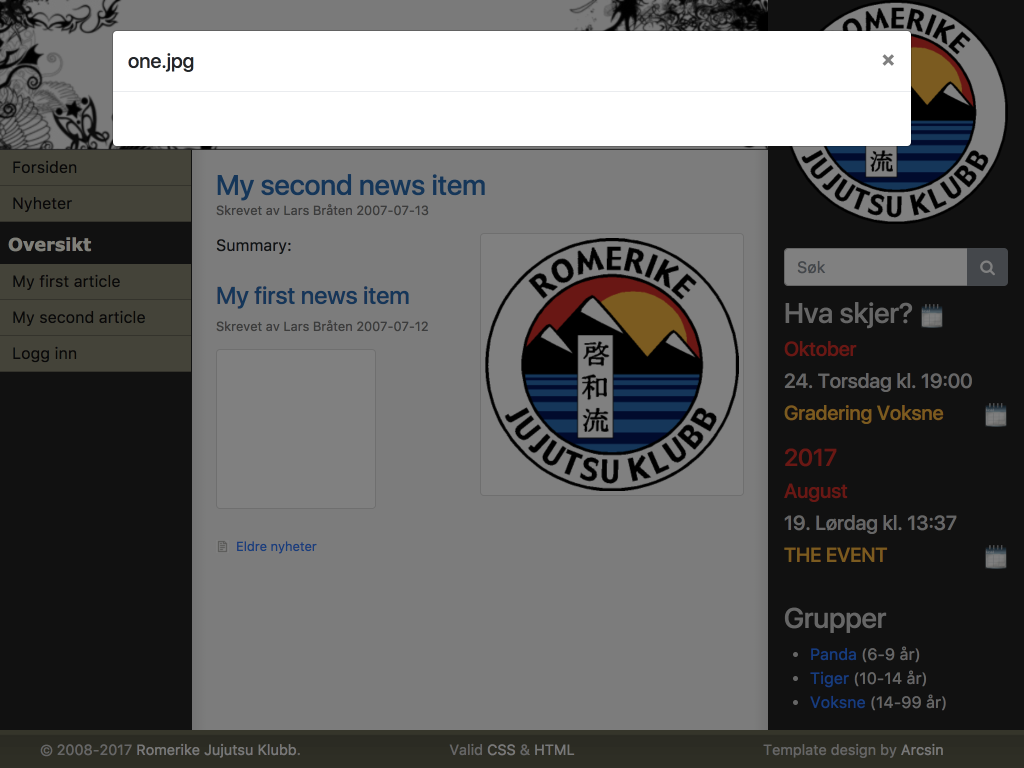 one.jpg
×
ROMERIKE
流
JUJUTSU KLUBB
Forsiden
Nyheter
Oversikt
My first article
My second article
Logg inn
My second news item
Skrevet av Lars Bråten 2007-07-13
Summary:
ROMERIKE
啓
和
流
JUJUTSU KLUBB
My first news item
Skrevet av Lars Bråten 2007-07-12
Eldre nyheter
Søk
Hva skjer?
Oktober
24. Torsdag kl. 19:00
Gradering Voksne
2017
August
19. Lørdag kl. 13:37
THE EVENT
Grupper
• Panda (6-9 år)
• Tiger (10-14 år)
• Voksne (14-99 år)
© 2008-2017 Romerike Jujutsu Klubb.
Valid CSS & HTML
Template design by Arcsin